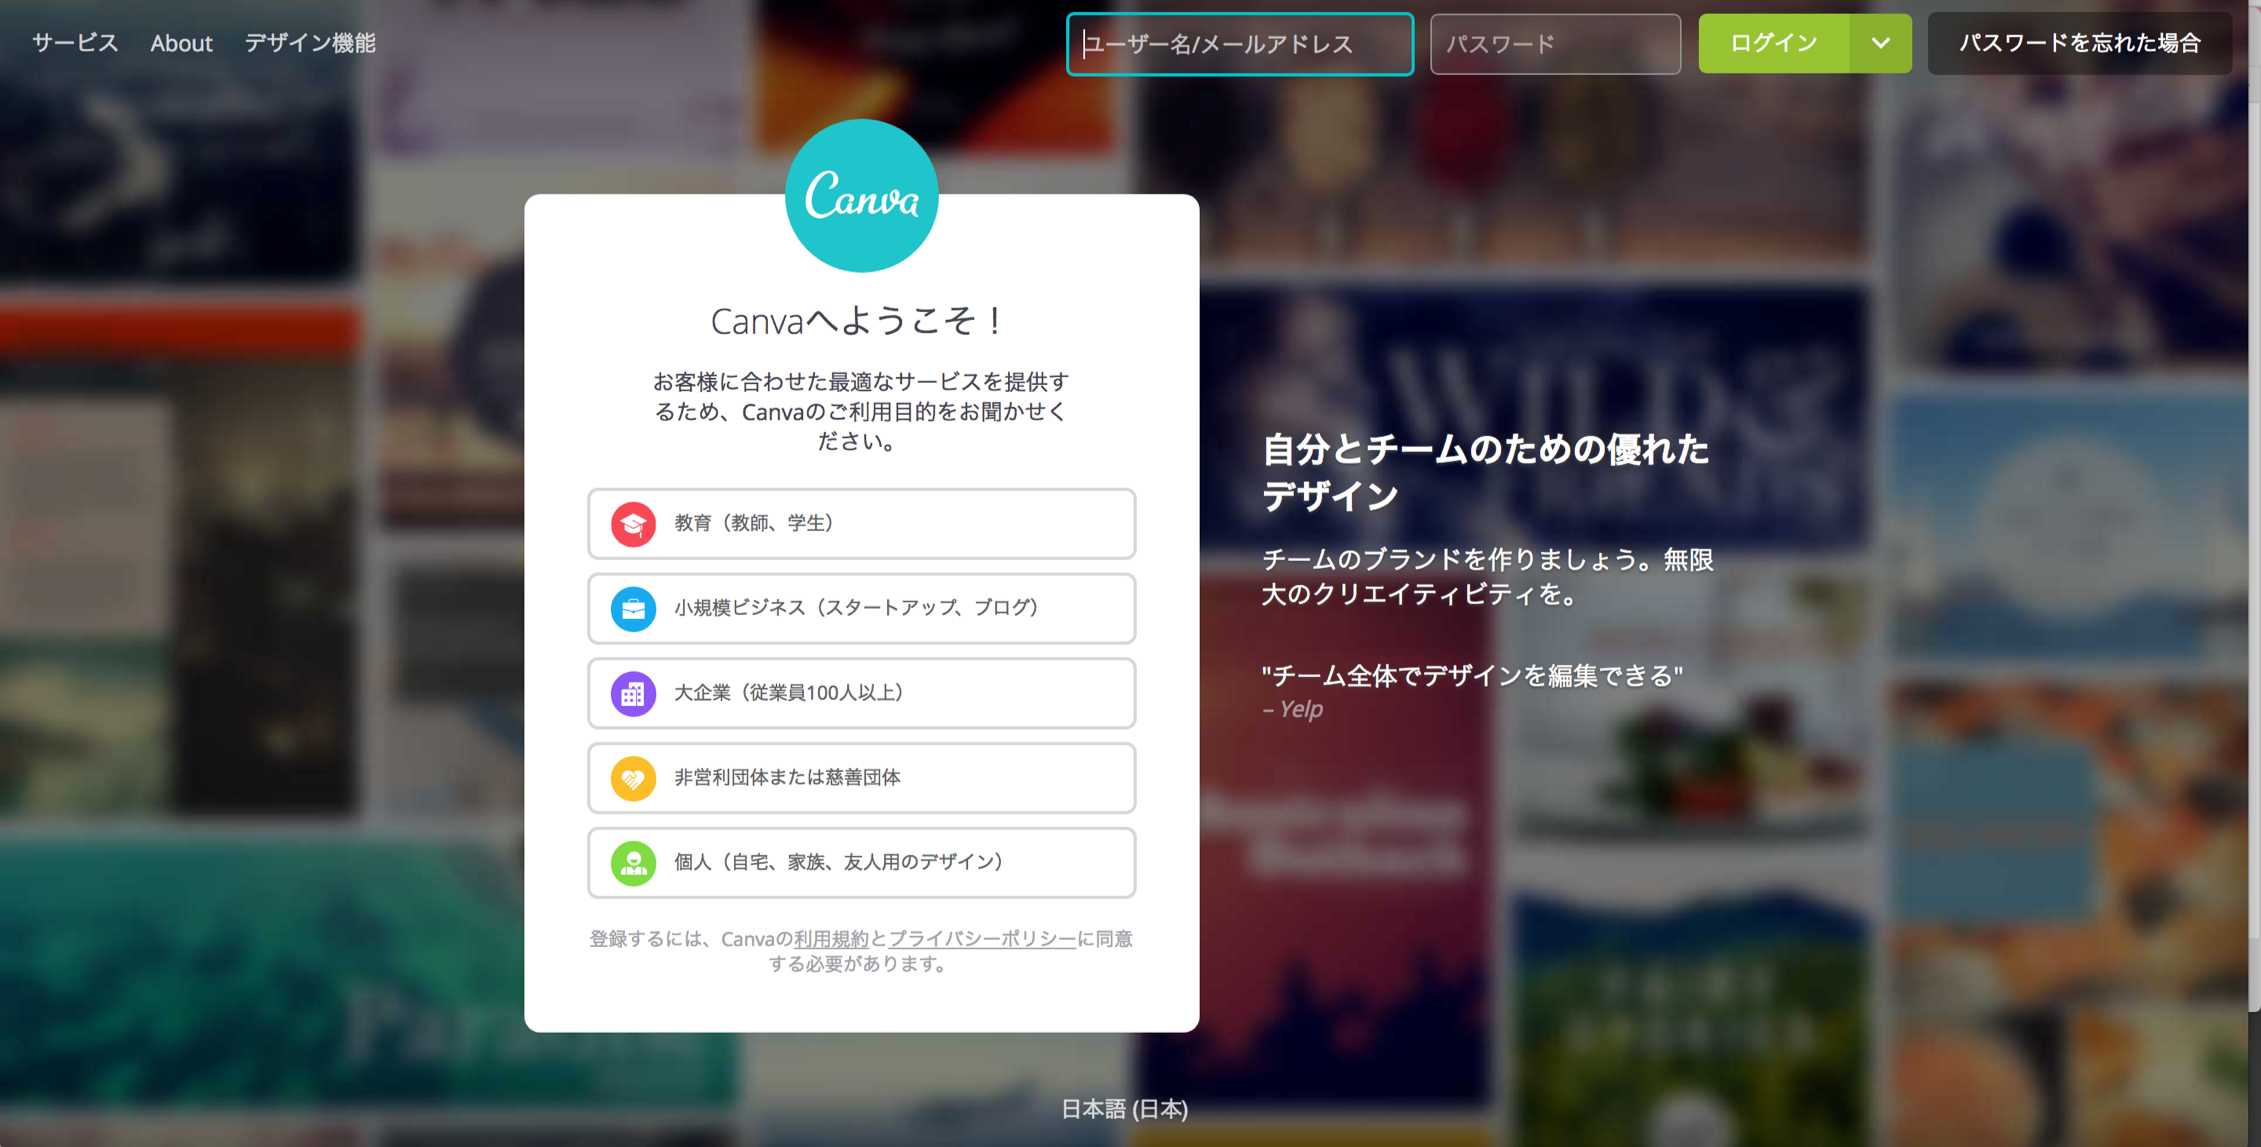 サービス About デザイン機能
ユーザー名/メールアドレス パスワード ログイン パスワードを忘れた場合
Canva
Canvaへようこそ！
お客様に合わせた最適なサービスを提供す
るため、Canvaのご利用目的をお聞かせく
ださい。
教育（教師、学生）
小規模ビジネス（スタートアップ、ブログ）
大企業（従業員100人以上）
非営利団体または慈善団体
個人（自宅、家族、友人用のデザイン）
登録するには、Canvaの利用規約とプライバシーポリシーに同意
する必要があります。
自分とチームのための優れた
デザイン
チームのブランドを作りましょう。無限
大のクリエイティビティを。
"チーム全体でデザインを編集できる"
– Yelp
WILD
日本語 (日本)